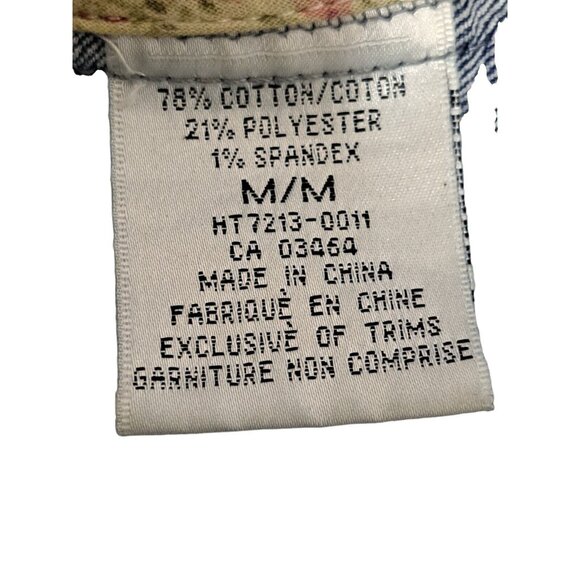 78% COTTON/COTON
21% POLYESTER
1% SPANDEX
M/M
HT7213-0011
CA 03464
MADE IN CHINA
FABRIQUÈ EN CHINE
EXCLUSIVE OF TRIMS
GARNITURE NON COMPRISE